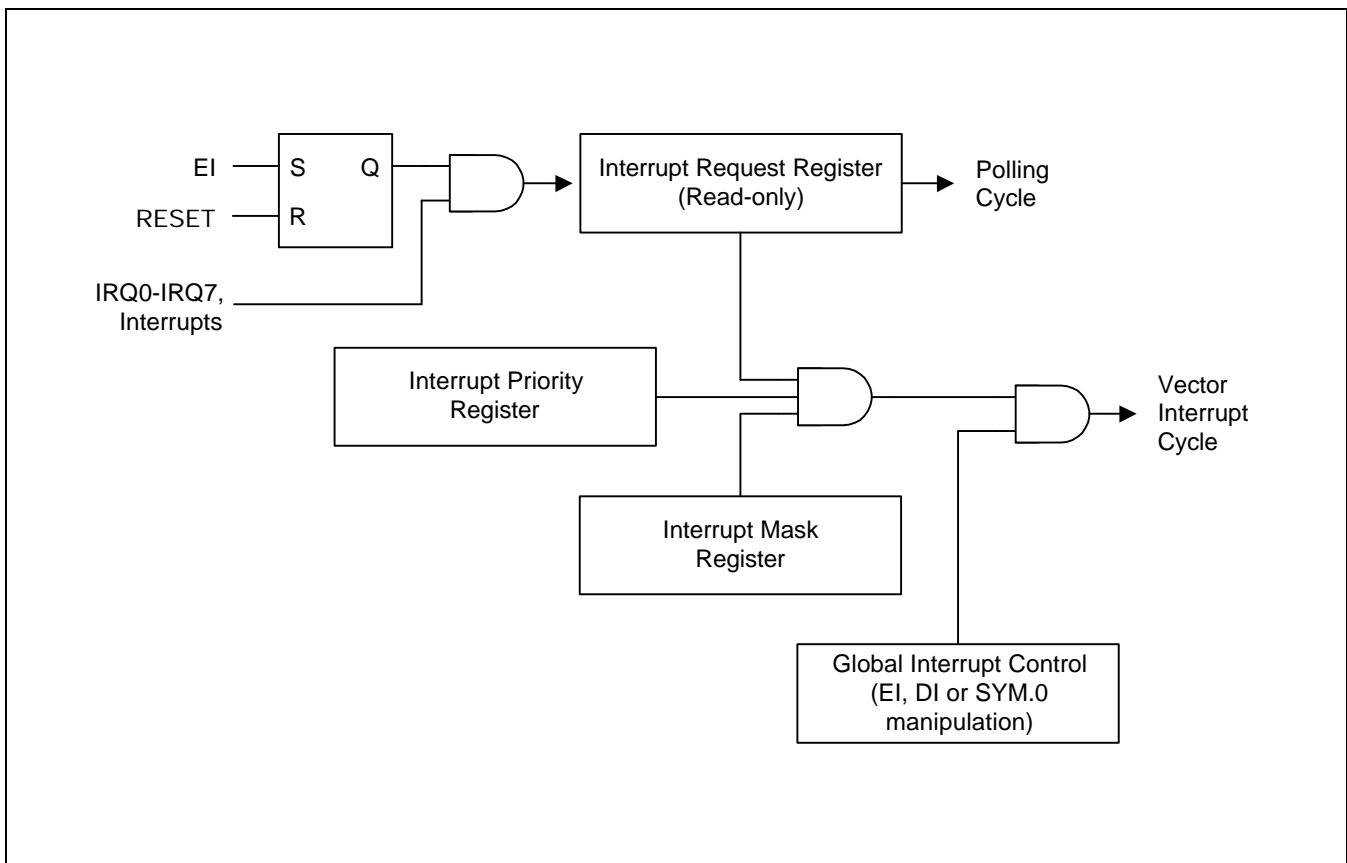 EI
S
Q
RESET
R
IRQ0-IRQ7,
Interrupts
Interrupt Request Register
(Read-only)
Polling
Cycle
Interrupt Priority
Register
Vector
Interrupt
Cycle
Interrupt Mask
Register
Global Interrupt Control
(EI, DI or SYM.0
manipulation)